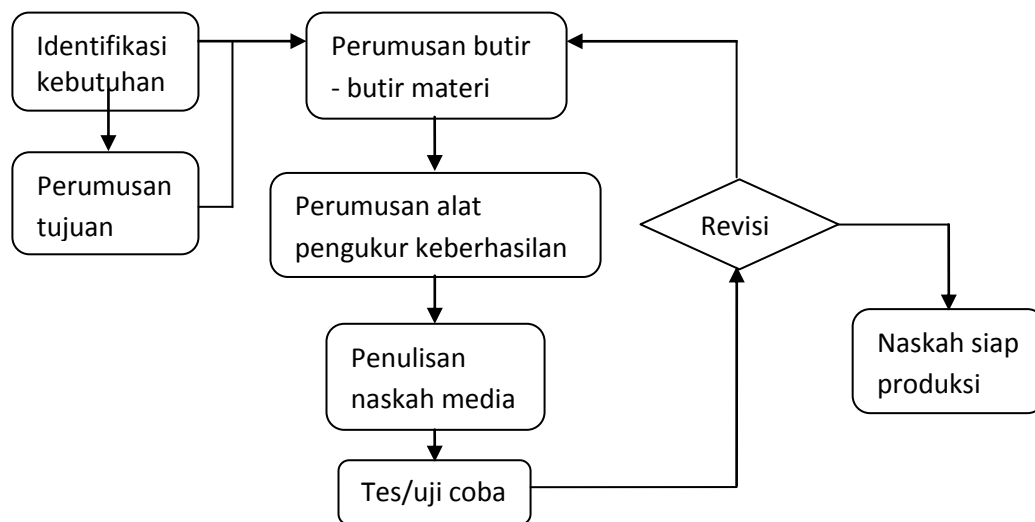 Identifikasi
kebutuhan
Perumusan
tujuan
Perumusan butir
- butir materi
Perumusan alat
pengukur keberhasilan
Penulisan
naskah media
Tes/uji coba
Revisi
Naskah siap
produksi